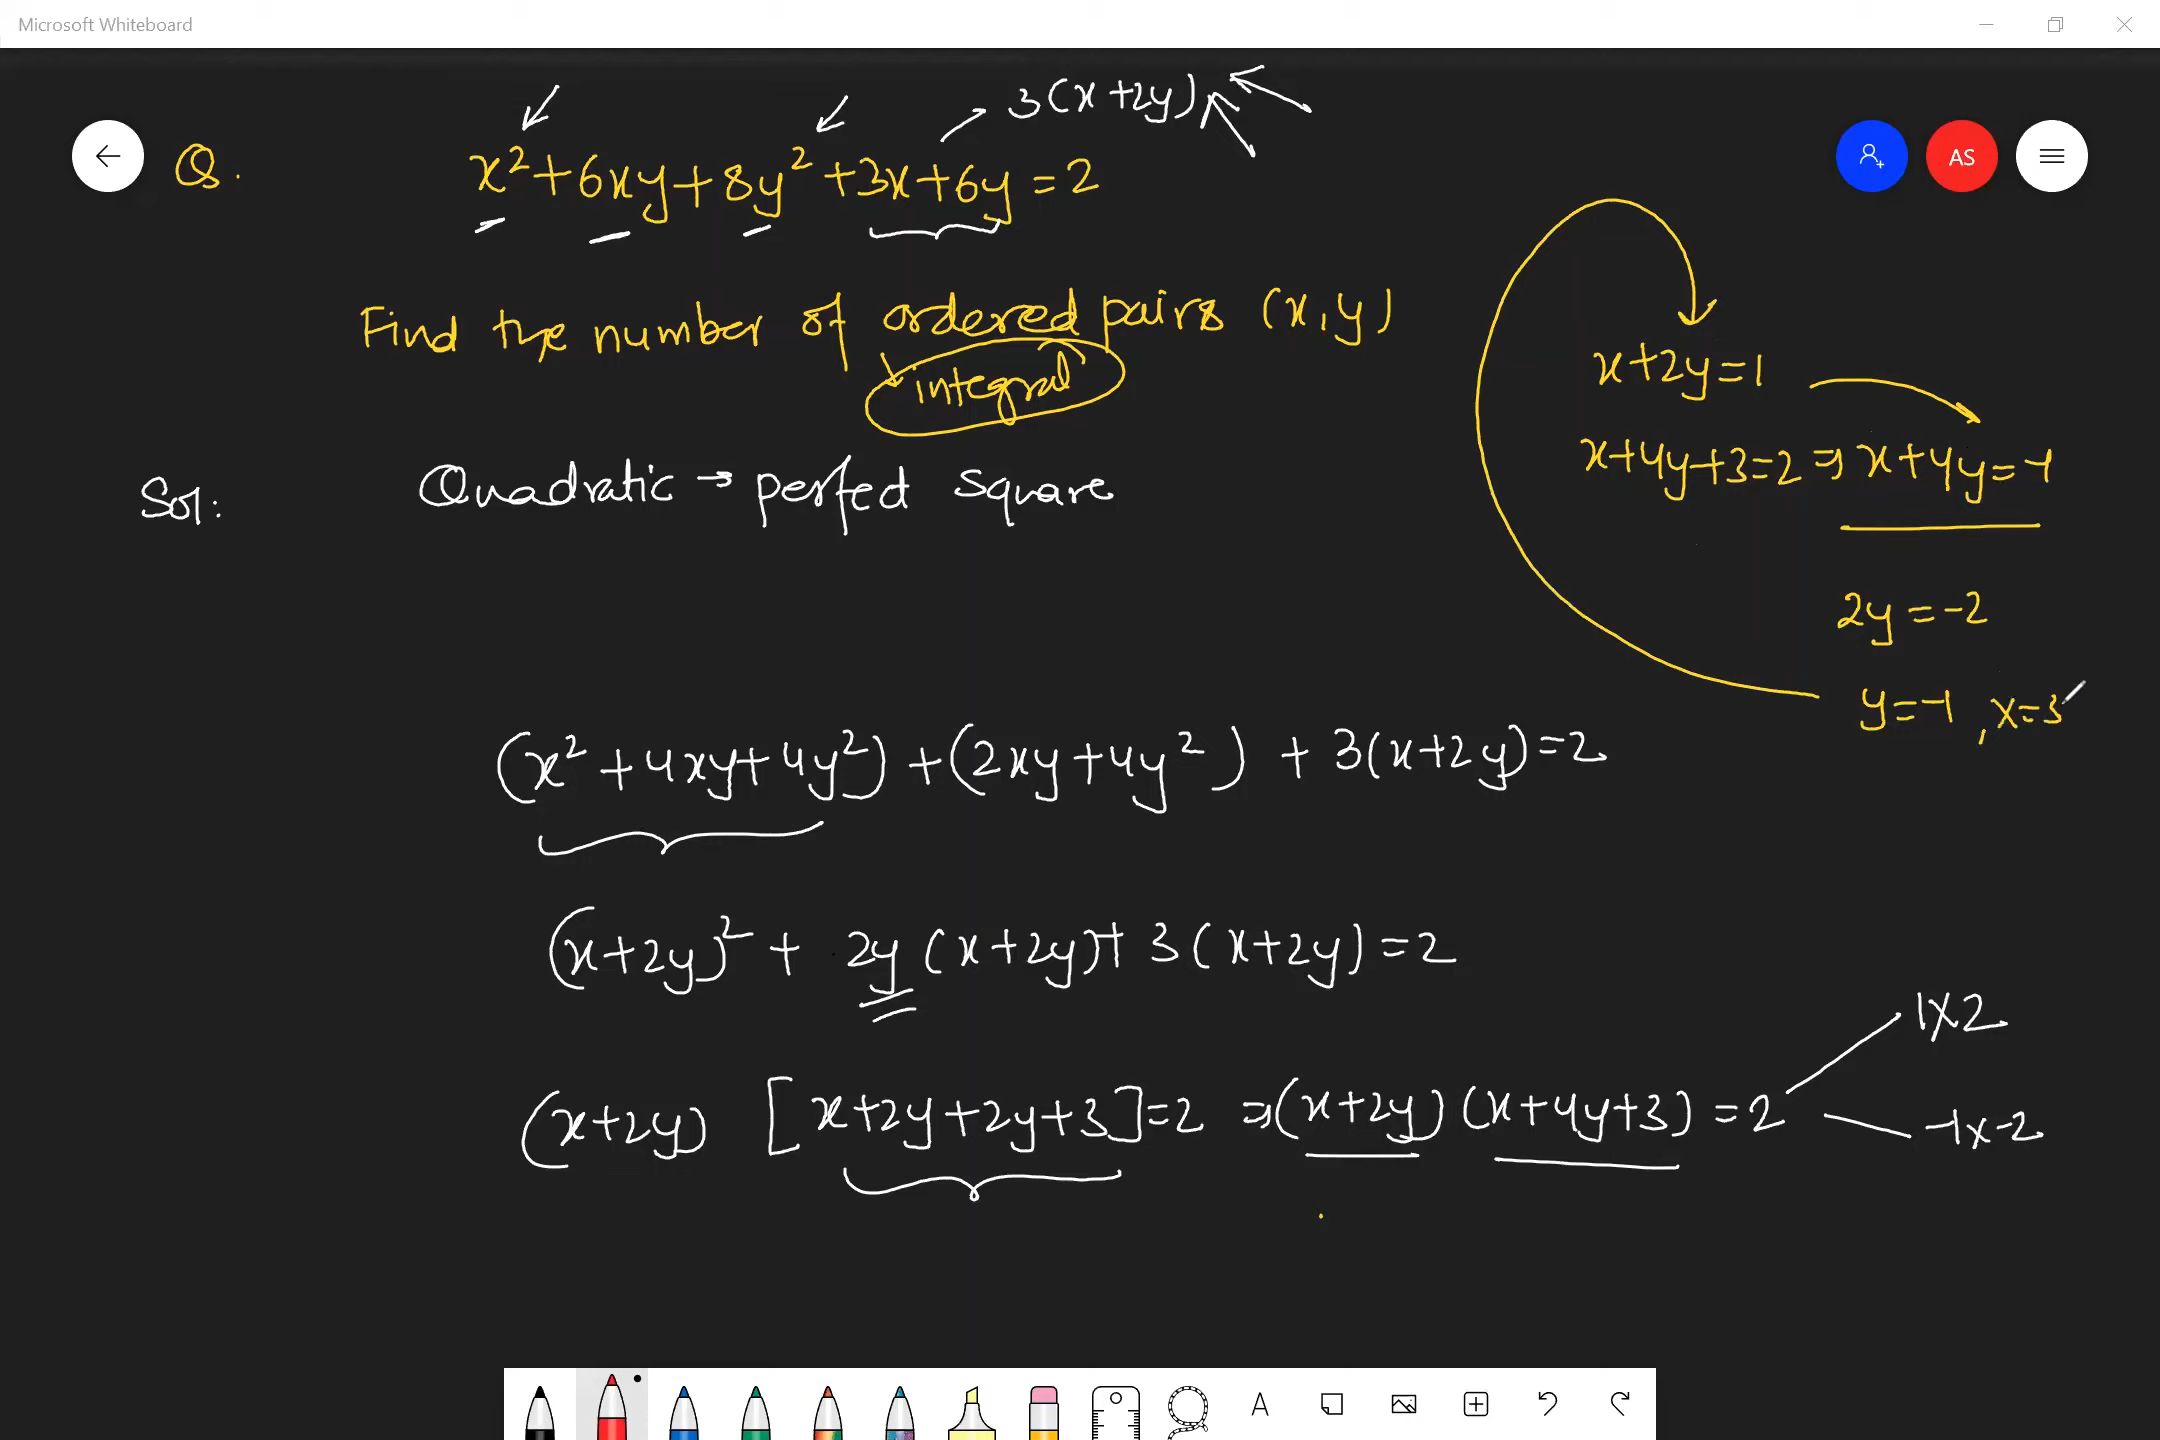 Microsoft Whiteboard
3(x+2y)
AS
Q. x²+6xy+8y²+3x+6y=2
Find the number of ordered pairs (x,y)
integral
x+2y=1
x+4y+3=2⇒x+4y=-1
Sol: Quadratic → perfect square
2y=-2
y=-1, x=3
(x²+4xy+4y²)+(2xy+4y²)+3(x+2y)=2
(x+2y)²+2y(x+2y)+3(x+2y)=2
1x2
(x+2y)[x+2y+2y+3]=2⇒(x+2y)(x+4y+3)=2
-1x-2
A